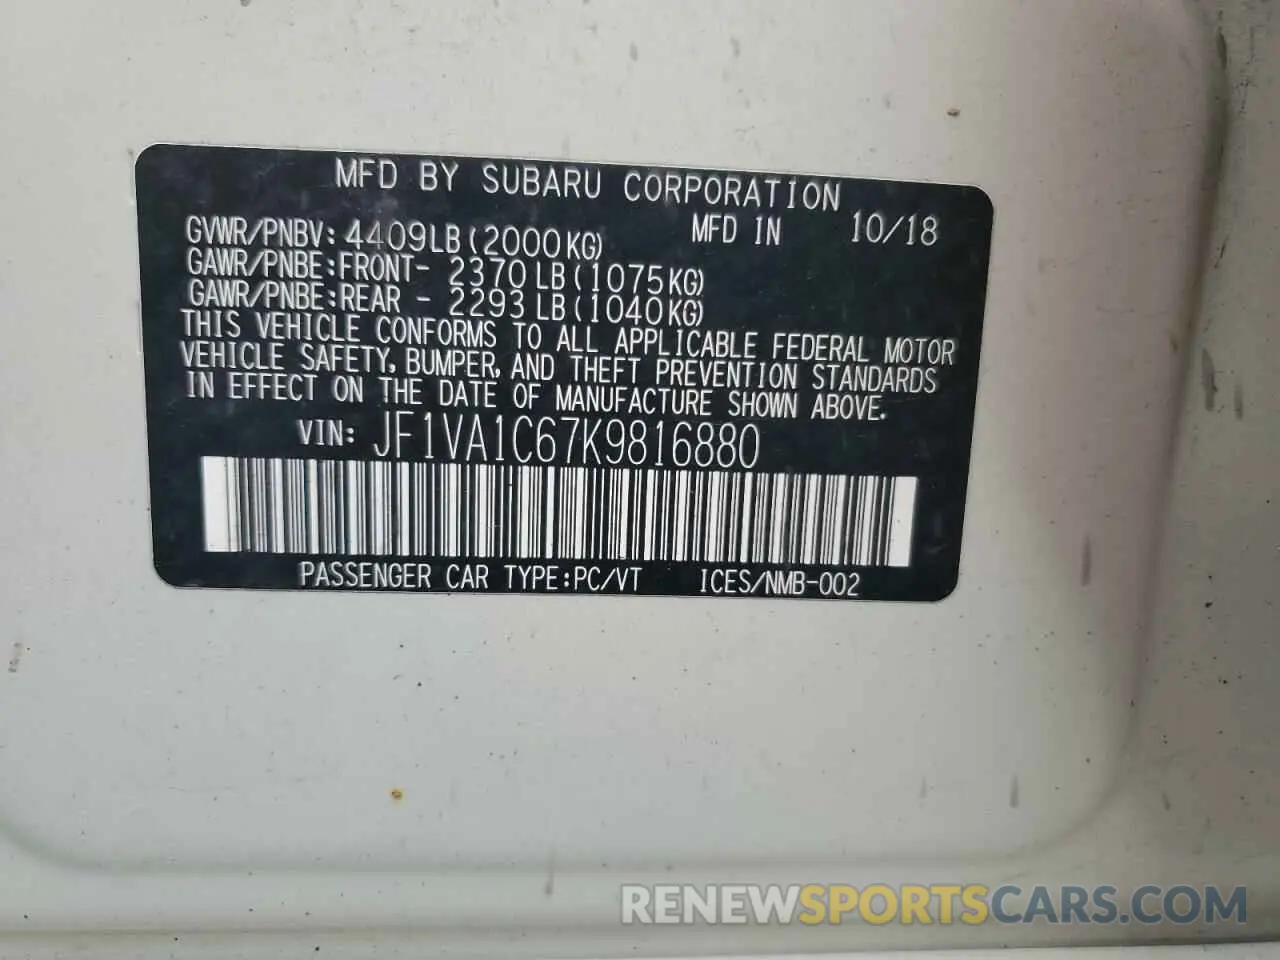 MFD BY SUBARU CORPORATION
MFD IN 10/18
GVWR/PNBV: 4409LB(2000KG)
GAWR/PNBE:FRONT- 2370LB(1075KG)
GAWR/PNBE:REAR - 2293LB(1040KG)
THIS VEHICLE CONFORMS TO ALL APPLICABLE FEDERAL MOTOR
VEHICLE SAFETY, BUMPER, AND THEFT PREVENTION STANDARDS
IN EFFECT ON THE DATE OF MANUFACTURE SHOWN ABOVE.
VIN: JF1VA1C67K9816880
PASSENGER CAR TYPE:PC/VT ICES/NMB-002
RENEWSPORTSCARS.COM